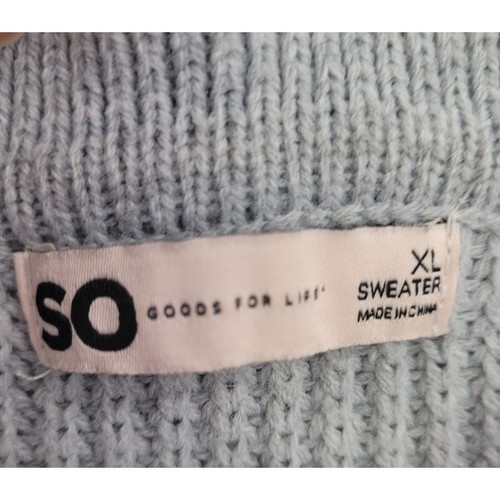 SO GOODS FOR LIFE
XL
SWEATER
MADE IN CHINA